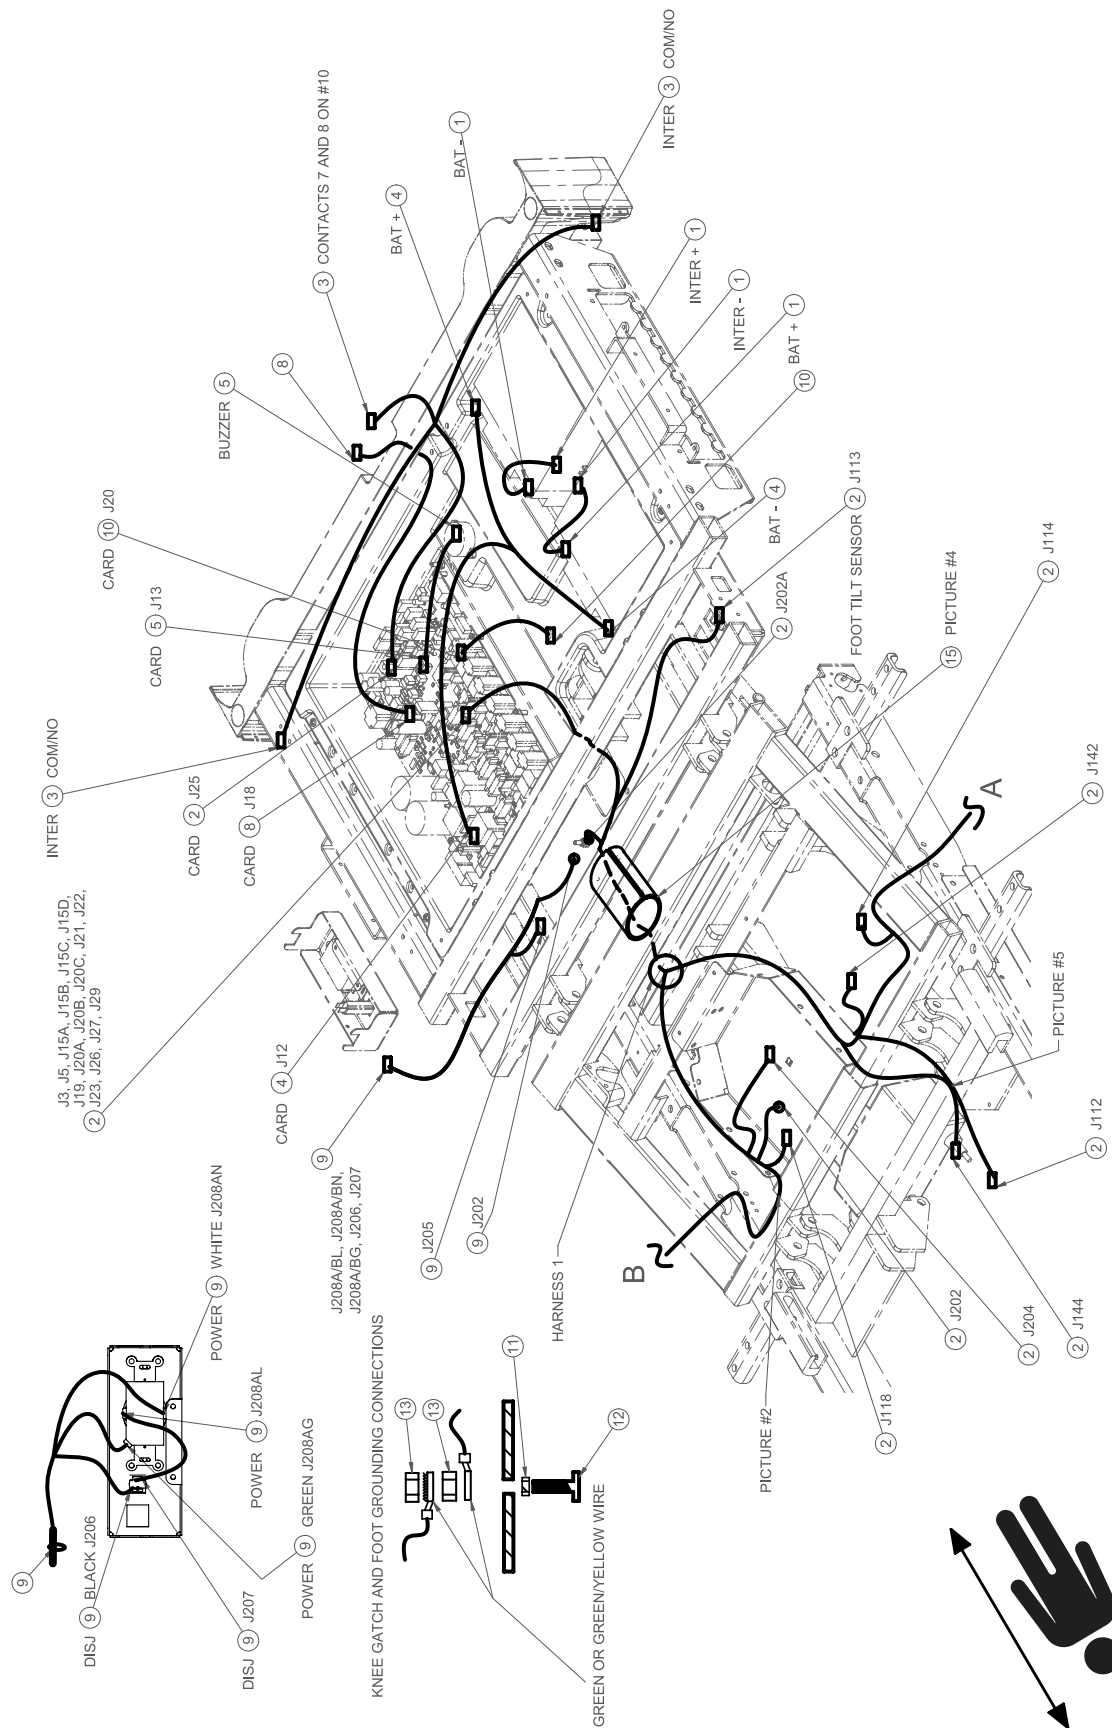 J3, J5, J15A, J15B, J15C, J15D,
J19, J20A, J20B, J20C, J21, J22,
2 J23, J26, J27, J29
INTER 3 COM/NO
CARD 2 J25
CARD 8 J18
CARD 5 J13
CARD 10 J20
BUZZER 5
8
3 CONTACTS 7 AND 8 ON #10
BAT + 4
BAT - 1
INTER 3 COM/NO
INTER + 1
INTER - 1
BAT + 1
10
BAT - 4
FOOT TILT SENSOR 2 J113
2 J202A
15 PICTURE #4
2 J114
2 J142
A
PICTURE #5
2 J112
2 J144
2 J204
2 J202
2 J118
PICTURE #2
B
HARNESS 1
9 J202
9 J205
CARD 4 J12
9
J208A/BL, J208A/BN,
J208A/BG, J206, J207
9
DISJ 9 BLACK J206
DISJ 9 J207
POWER 9 GREEN J208AG
POWER 9 J208AL
POWER 9 WHITE J208AN
KNEE GATCH AND FOOT GROUNDING CONNECTIONS
13
13
11
12
GREEN OR GREEN/YELLOW WIRE